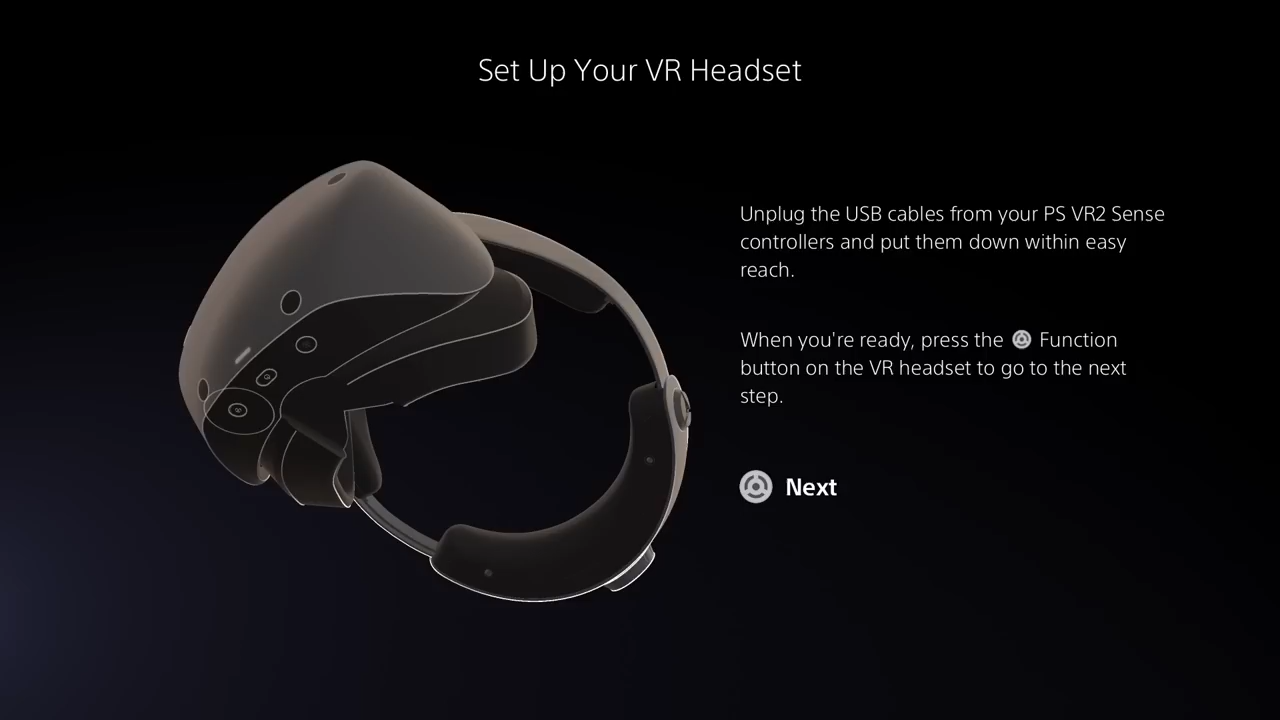 Set Up Your VR Headset
Unplug the USB cables from your PS VR2 Sense
controllers and put them down within easy
reach.
When you're ready, press the Function
button on the VR headset to go to the next
step.
Next